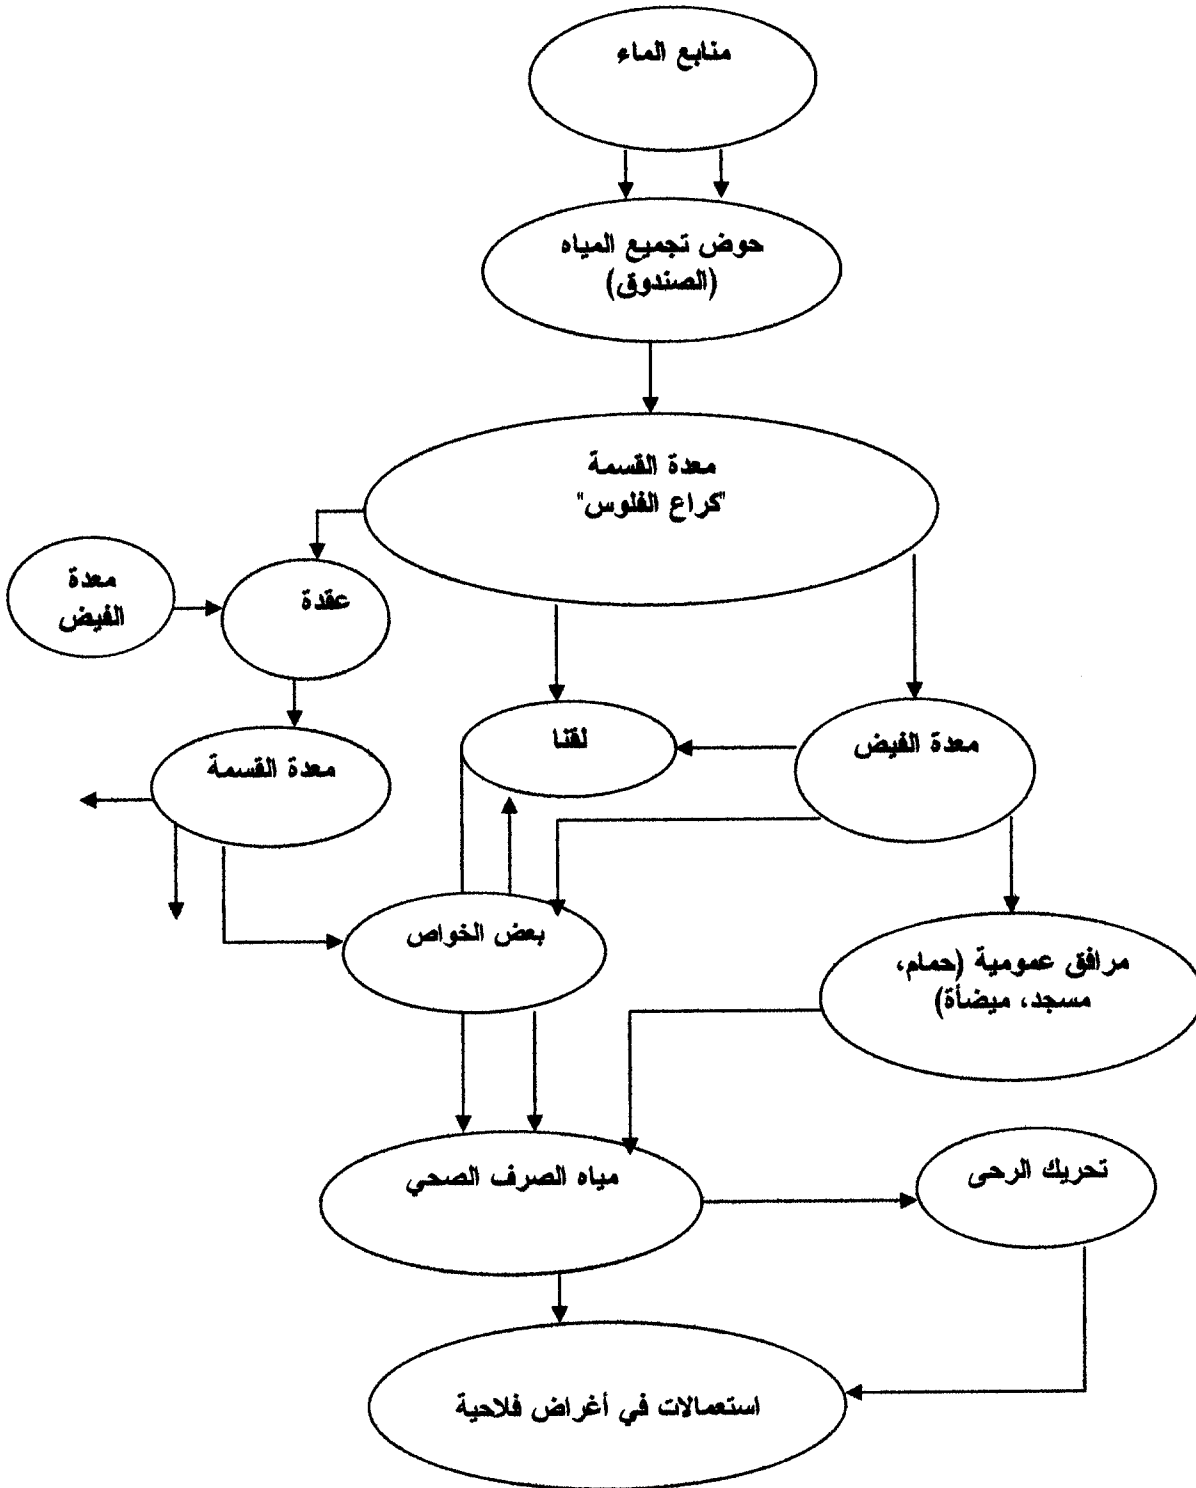 منابع الماء
حوض تجميع المياه
(الصندوق)
معدة القسمة
"كراع الفلوس"
معدة
الفيض
عقدة
لقنا
معدة الفيض
معدة القسمة
بعض الخواص
مرافق عمومية (حمام،
مسجد، ميضأة)
مياه الصرف الصحي
تحريك الرحى
استعمالات في أغراض فلاحية